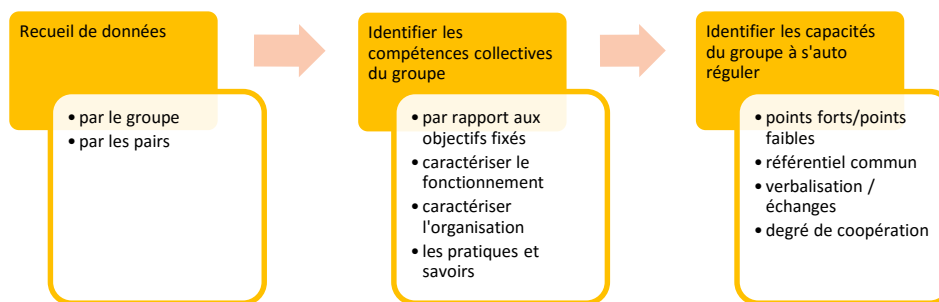 Recueil de données
• par le groupe
• par les pairs
Identifier les
compétences collectives
du groupe
• par rapport aux
objectifs fixés
• caractériser le
fonctionnement
• caractériser
l'organisation
• les pratiques et
savoirs
Identifier les capacités
du groupe à s'auto
réguler
• points forts/points
faibles
• référentiel commun
• verbalisation /
échanges
• degré de coopération